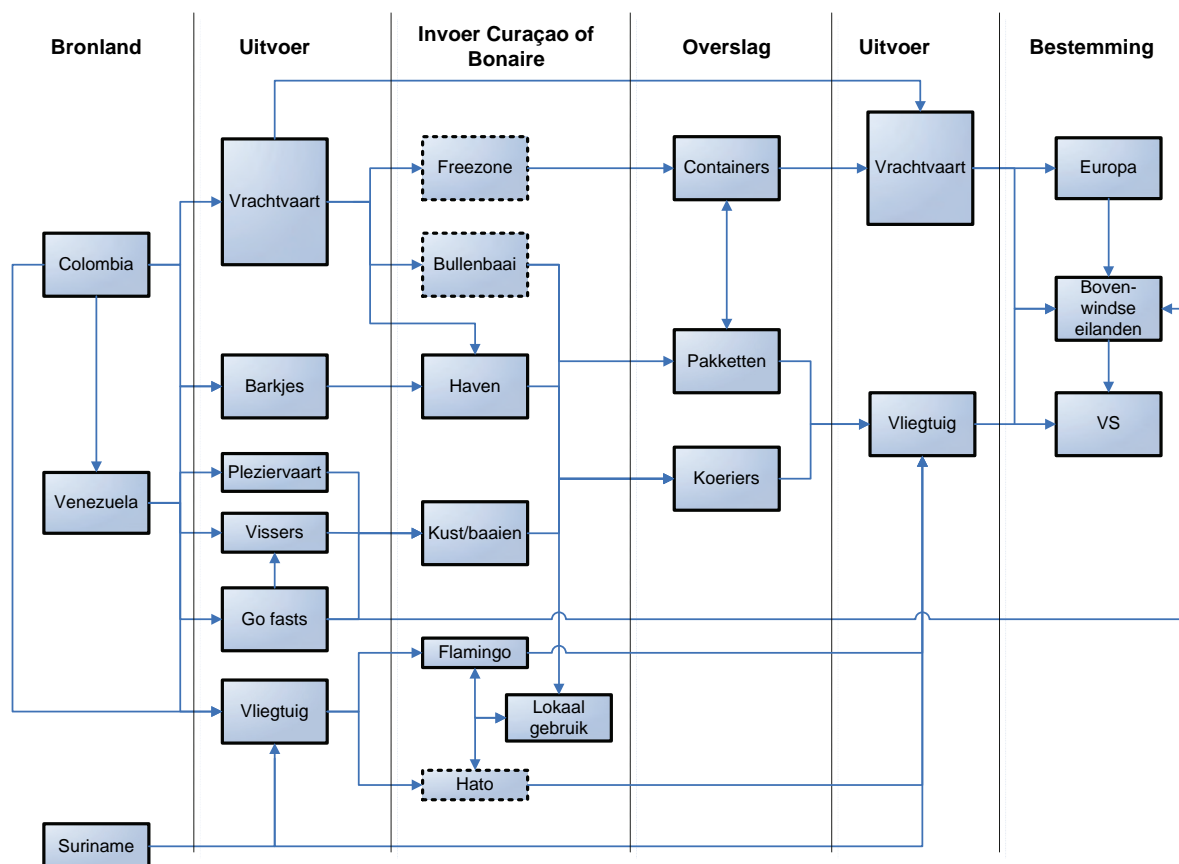 Bronland
Uitvoer
Invoer Curaçao of
Bonaire
Overslag
Uitvoer
Bestemming
Colombia
Venezuela
Suriname
Vrachtvaart
Barkjes
Pleziervaart
Vissers
Go fasts
Vliegtuig
Freezone
Bullenbaai
Haven
Kust/baaien
Flamingo
Lokaal
gebruik
Hato
Containers
Pakketten
Koeriers
Vrachtvaart
Vliegtuig
Europa
Boven-
windse
eilanden
VS